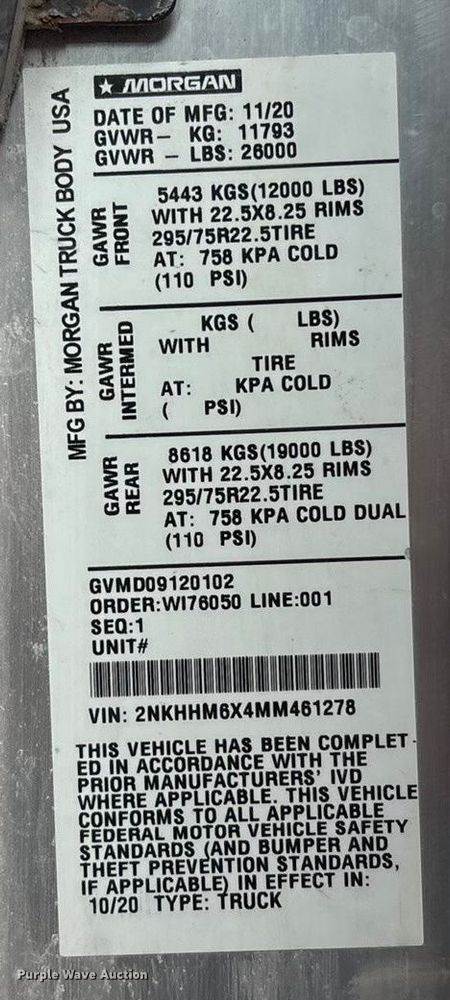 ★ MORGAN
MFG BY: MORGAN TRUCK BODY USA
DATE OF MFG: 11/20
GVWR- KG: 11793
GVWR - LBS: 26000
GAWR
FRONT
5443 KGS(12000 LBS)
WITH 22.5X8.25 RIMS
295/75R22.5TIRE
AT: 758 KPA COLD
(110 PSI)
GAWR
INTERMED
KGS ( LBS)
WITH RIMS
TIRE
AT: KPA COLD
( PSI)
GAWR
REAR
8618 KGS(19000 LBS)
WITH 22.5X8.25 RIMS
295/75R22.5TIRE
AT: 758 KPA COLD DUAL
(110 PSI)
GVMD09120102
ORDER:WI76050 LINE:001
SEQ:1
UNIT#
VIN: 2NKHHM6X4MM461278
THIS VEHICLE HAS BEEN COMPLET-
ED IN ACCORDANCE WITH THE
PRIOR MANUFACTURERS' IVD
WHERE APPLICABLE. THIS VEHICLE
CONFORMS TO ALL APPLICABLE
FEDERAL MOTOR VEHICLE SAFETY
STANDARDS (AND BUMPER AND
THEFT PREVENTION STANDARDS,
IF APPLICABLE) IN EFFECT IN:
10/20 TYPE: TRUCK
Purple Wave Auction